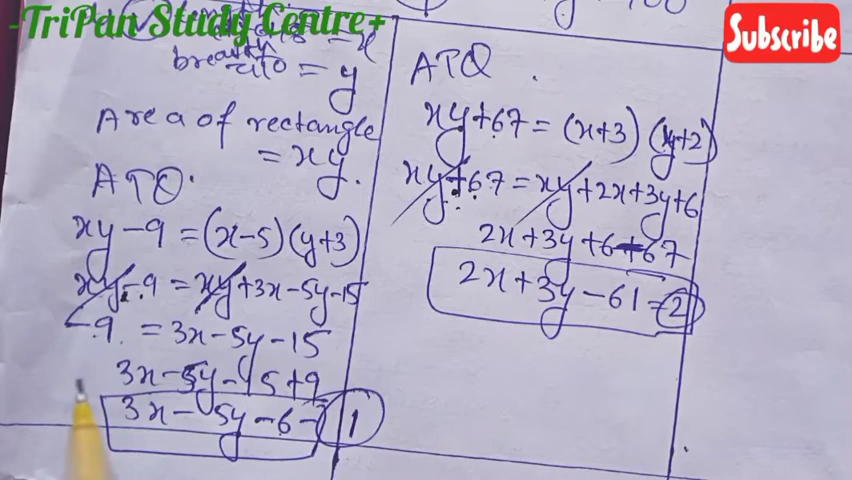 -TriPan Study Centre+
Subscribe
= x
breadth
= y
Area of rectangle
= xy.
ATQ.
xy-9 = (x-5) (y+3)
xy-9 = xy+3x-5y-15
-9 = 3x-5y-15
3x-5y-15+9
3x-5y-6- 1
ATQ .
xy+67 = (x+3) (y+2)
xy+67 = xy+2x+3y+6
2x+3y+6-67
2x+3y-61- 2